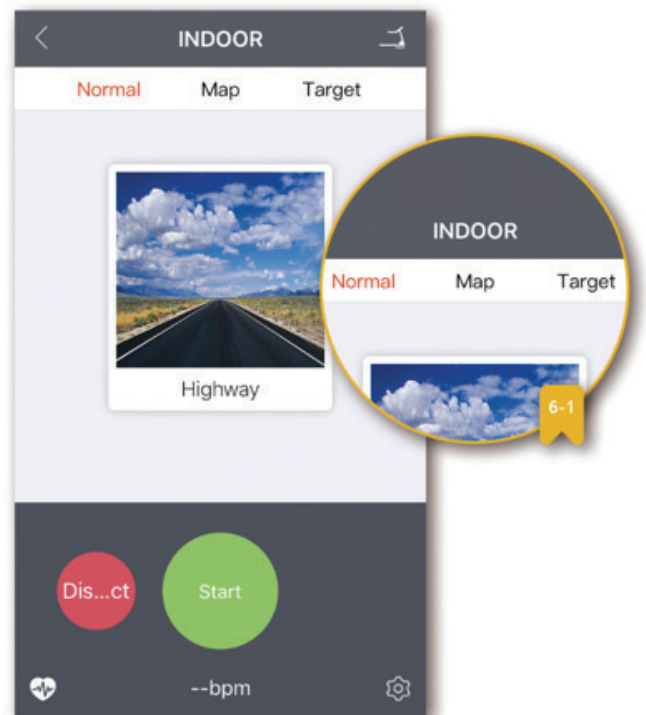 INDOOR
Normal Map Target
Highway
INDOOR
Normal Map Target
6-1
Dis...ct
Start
--bpm